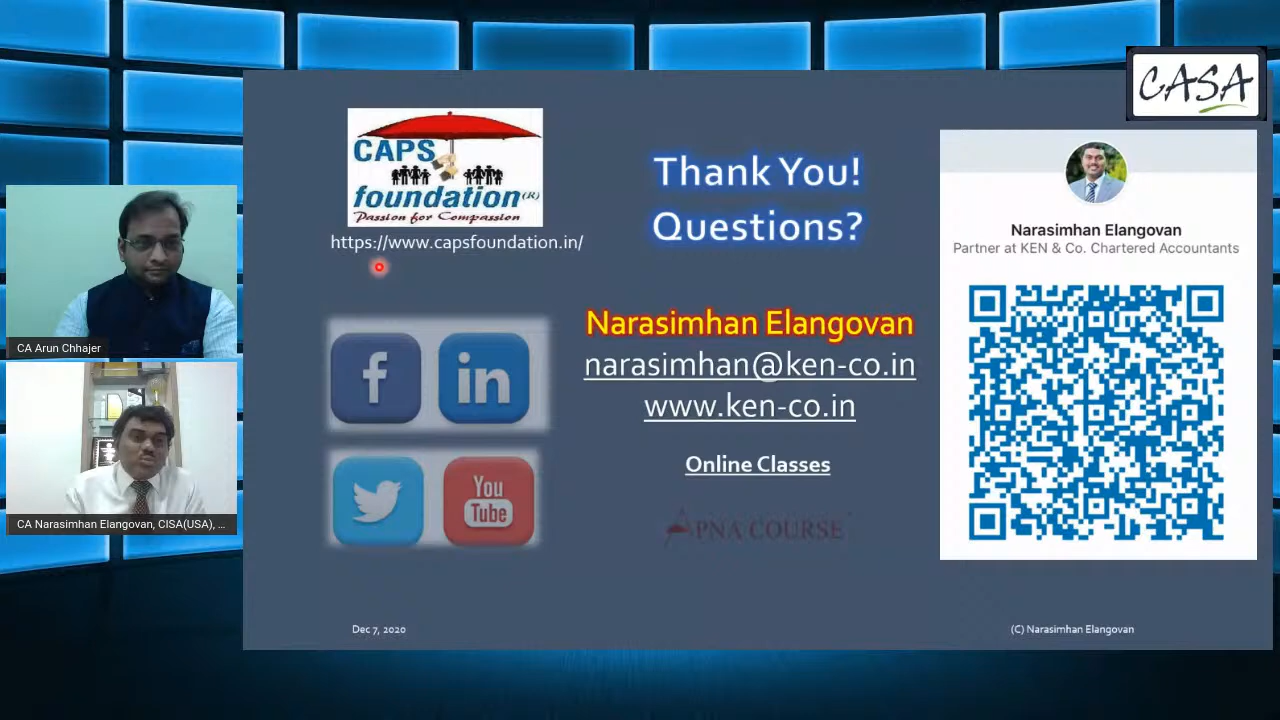 CASA
CAPS
foundation(R)
Passion for Compassion
https://www.capsfoundation.in/
Thank You!
Questions?
Narasimhan Elangovan
Partner at KEN & Co. Chartered Accountants
Narasimhan Elangovan
narasimhan@ken-co.in
www.ken-co.in
Online Classes
APNA COURSE
f
in
You
Tube
Dec 7, 2020
(C) Narasimhan Elangovan
CA Arun Chhajer
CA Narasimhan Elangovan, CISA(USA), ...